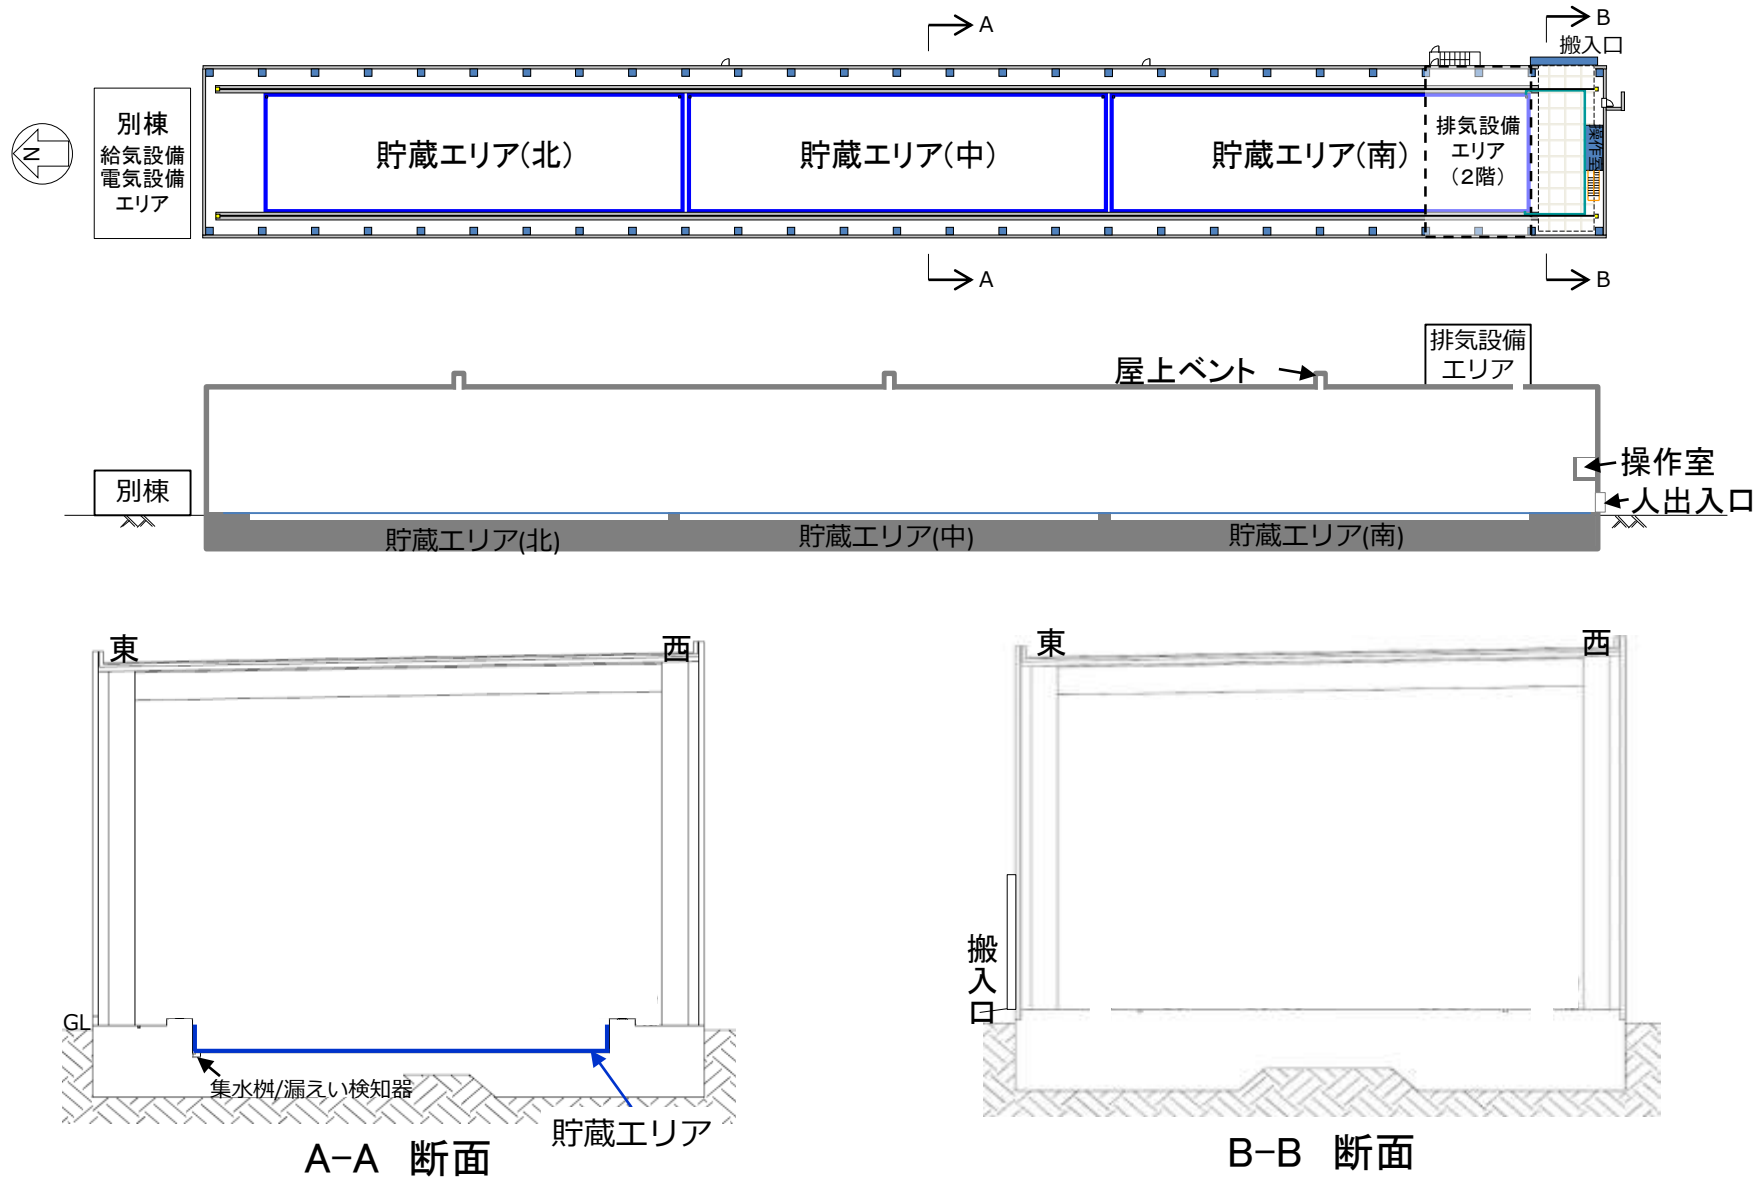 A
B
搬入口
別棟
給気設備
電気設備
エリア
N
貯蔵エリア(北)
貯蔵エリア(中)
貯蔵エリア(南)
排気設備
エリア
（2階）
操作室
A
B
屋上ベント
排気設備
エリア
別棟
操作室
人出入口
貯蔵エリア(北)
貯蔵エリア(中)
貯蔵エリア(南)
東
西
GL
集水桝/漏えい検知器
貯蔵エリア
A-A 断面
東
西
搬入口
B-B 断面